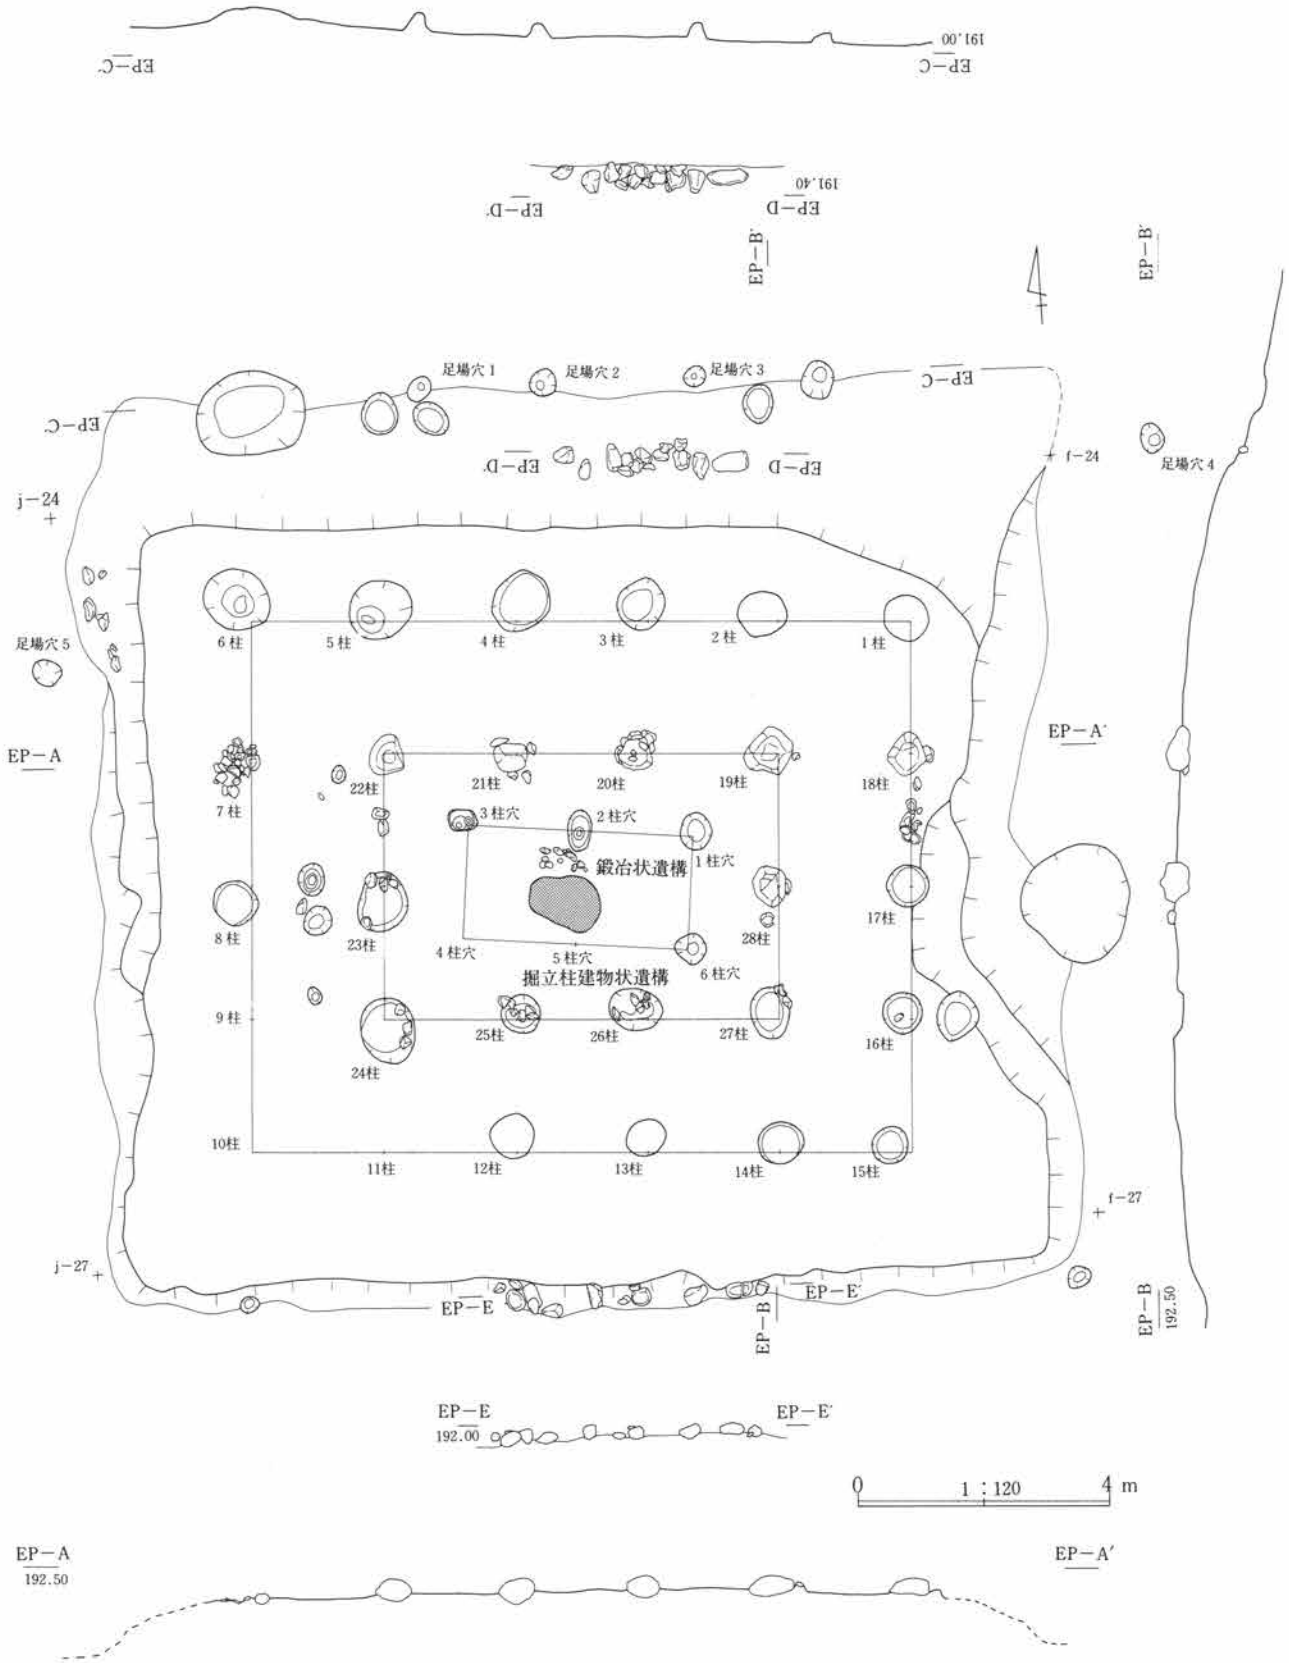 191.00
EP-C'
EP-C
191.40
EP-D'
EP-D
EP-B'
EP-B'
足場穴1
足場穴2
足場穴3
EP-C
EP-C'
EP-D'
EP-D
f-24
足場穴4
j-24
6柱
5柱
4柱
3柱
2柱
1柱
足場穴5
EP-A
EP-A'
22柱
21柱
20柱
19柱
18柱
7柱
3柱穴
2柱穴
1柱穴
鍛冶状遺構
8柱
23柱
4柱穴
5柱穴
6柱穴
28柱
17柱
掘立柱建物状遺構
9柱
25柱
26柱
27柱
16柱
24柱
10柱
11柱
12柱
13柱
14柱
15柱
f-27
j-27
EP-E
EP-B
EP-E'
EP-B
192.50
EP-E
192.00
EP-E'
0
1:120
4 m
EP-A
192.50
EP-A'